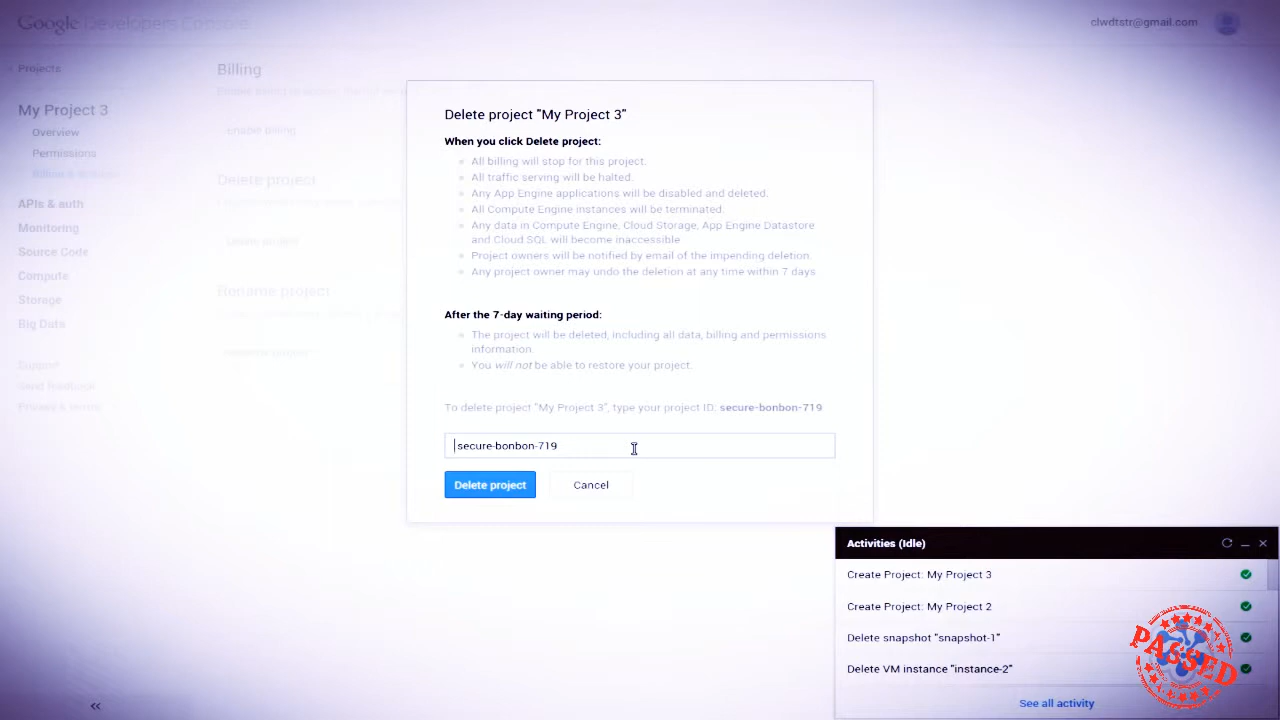 Google Developers Console
clwdtstr@gmail.com
Projects
My Project 3
Overview
Permissions
Billing & settings
APIs & auth
Monitoring
Source Code
Compute
Storage
Big Data
Support
Send feedback
Privacy & terms
Billing
Enable billing
Delete project
Delete project
Rename project
Delete project "My Project 3"
When you click Delete project:
All billing will stop for this project.
All traffic serving will be halted.
Any App Engine applications will be disabled and deleted.
All Compute Engine instances will be terminated.
Any data in Compute Engine, Cloud Storage, App Engine Datastore
and Cloud SQL will become inaccessible
Project owners will be notified by email of the impending deletion.
Any project owner may undo the deletion at any time within 7 days
After the 7-day waiting period:
The project will be deleted, including all data, billing and permissions
information.
You will not be able to restore your project.
To delete project "My Project 3", type your project ID: secure-bonbon-719
secure-bonbon-719
Delete project Cancel
Activities (Idle)
Create Project: My Project 3
Create Project: My Project 2
Delete snapshot "snapshot-1"
Delete VM instance "instance-2"
See all activity
PASSED